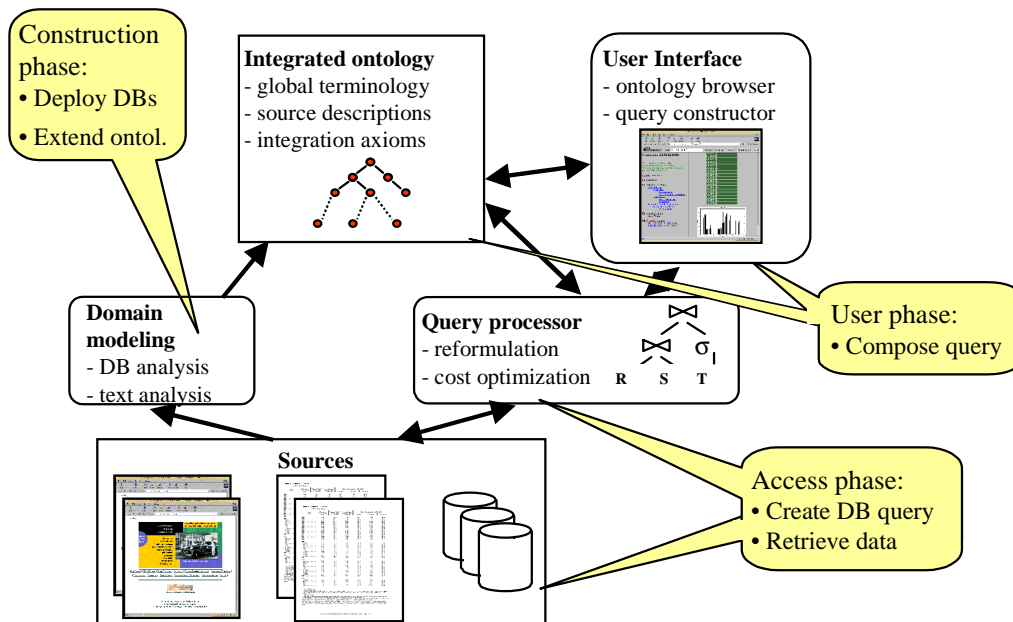 Construction
phase:
• Deploy DBs
• Extend ontol.
Integrated ontology
- global terminology
- source descriptions
- integration axioms
User Interface
- ontology browser
- query constructor
Domain
modeling
- DB analysis
- text analysis
Query processor
- reformulation
- cost optimization
σ
R S T
User phase:
• Compose query
Sources
Access phase:
• Create DB query
• Retrieve data